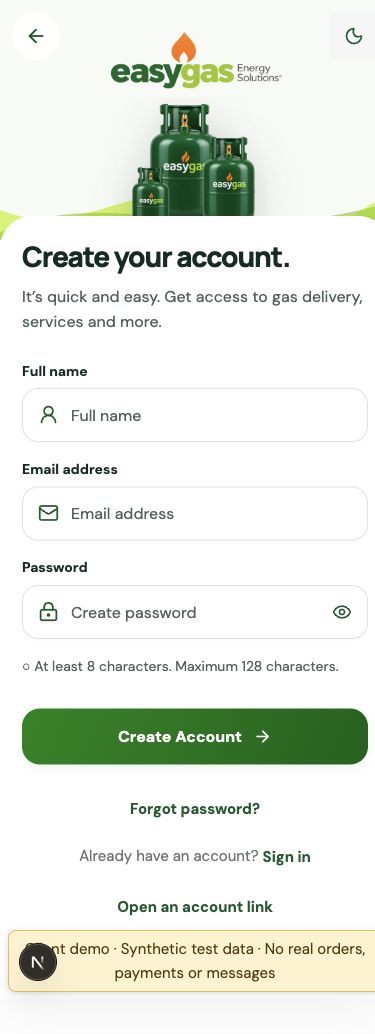 easygas Energy
Solutions®
easygas
easygas
easygas
Create your account.
It’s quick and easy. Get access to gas delivery,
services and more.
Full name
Full name
Email address
Email address
Password
Create password
○ At least 8 characters. Maximum 128 characters.
Create Account →
Forgot password?
Already have an account? Sign in
Open an account link
demo · Synthetic test data · No real orders,
payments or messages
N